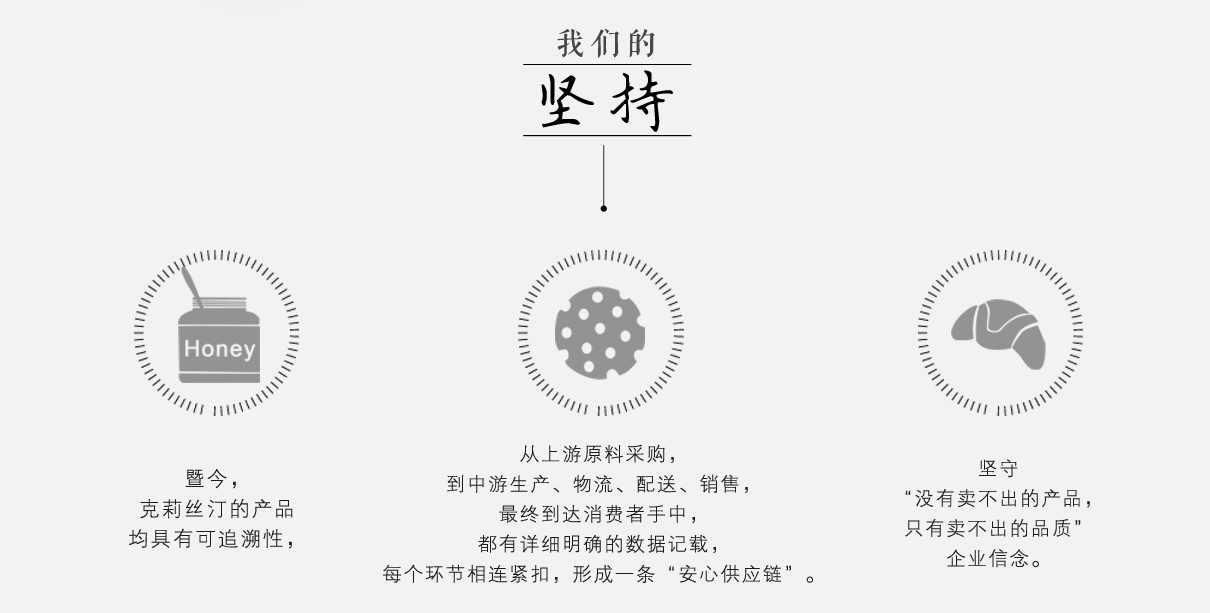 我们的
坚持
Honey
暨今，
克莉丝汀的产品
均具有可追溯性，
从上游原料采购，
到中游生产、物流、配送、销售，
最终到达消费者手中，
都有详细明确的数据记载，
每个环节相连紧扣，形成一条“安心供应链”。
坚守
“没有卖不出的产品，
只有卖不出的品质”
企业信念。